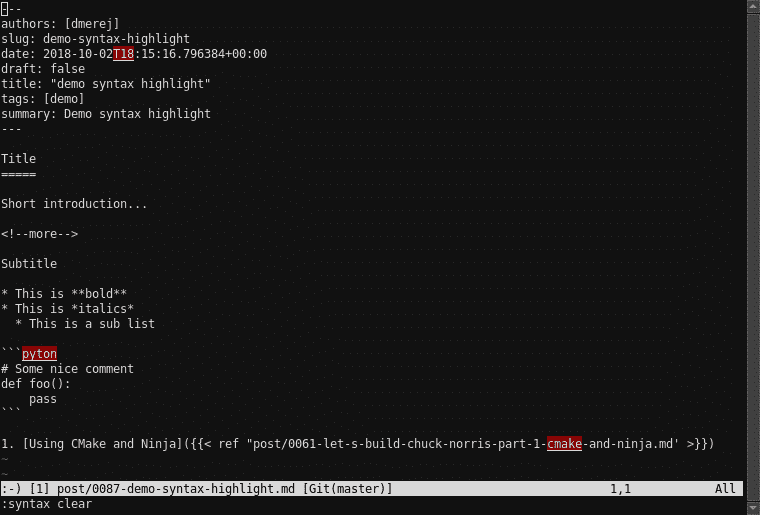 ---
authors: [dmerej]
slug: demo-syntax-highlight
date: 2018-10-02T18:15:16.796384+00:00
draft: false
title: "demo syntax highlight"
tags: [demo]
summary: Demo syntax highlight
---

Title
=====

Short introduction...

<!--more-->

Subtitle

* This is **bold**
* This is *italics*
  * This is a sub list

```pyton
# Some nice comment
def foo():
    pass
```

1. [Using CMake and Ninja]({{< ref "post/0061-let-s-build-chuck-norris-part-1-cmake-and-ninja.md' >}})
~
~
:-) [1] post/0087-demo-syntax-highlight.md [Git(master)] 1,1 All
:syntax clear